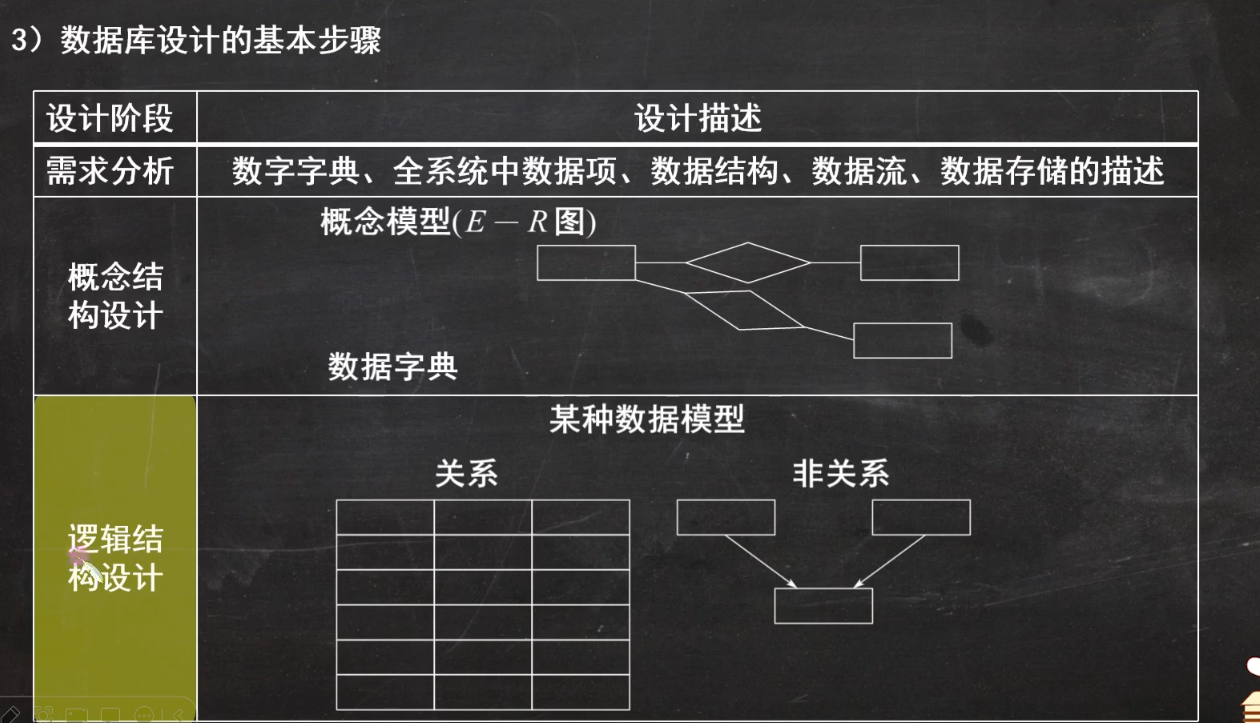 3）数据库设计的基本步骤
设计阶段
设计描述
需求分析
数字字典、全系统中数据项、数据结构、数据流、数据存储的描述
概念结
构设计
概念模型(E — R 图)
数据字典
逻辑结
构设计
某种数据模型
关系
非关系